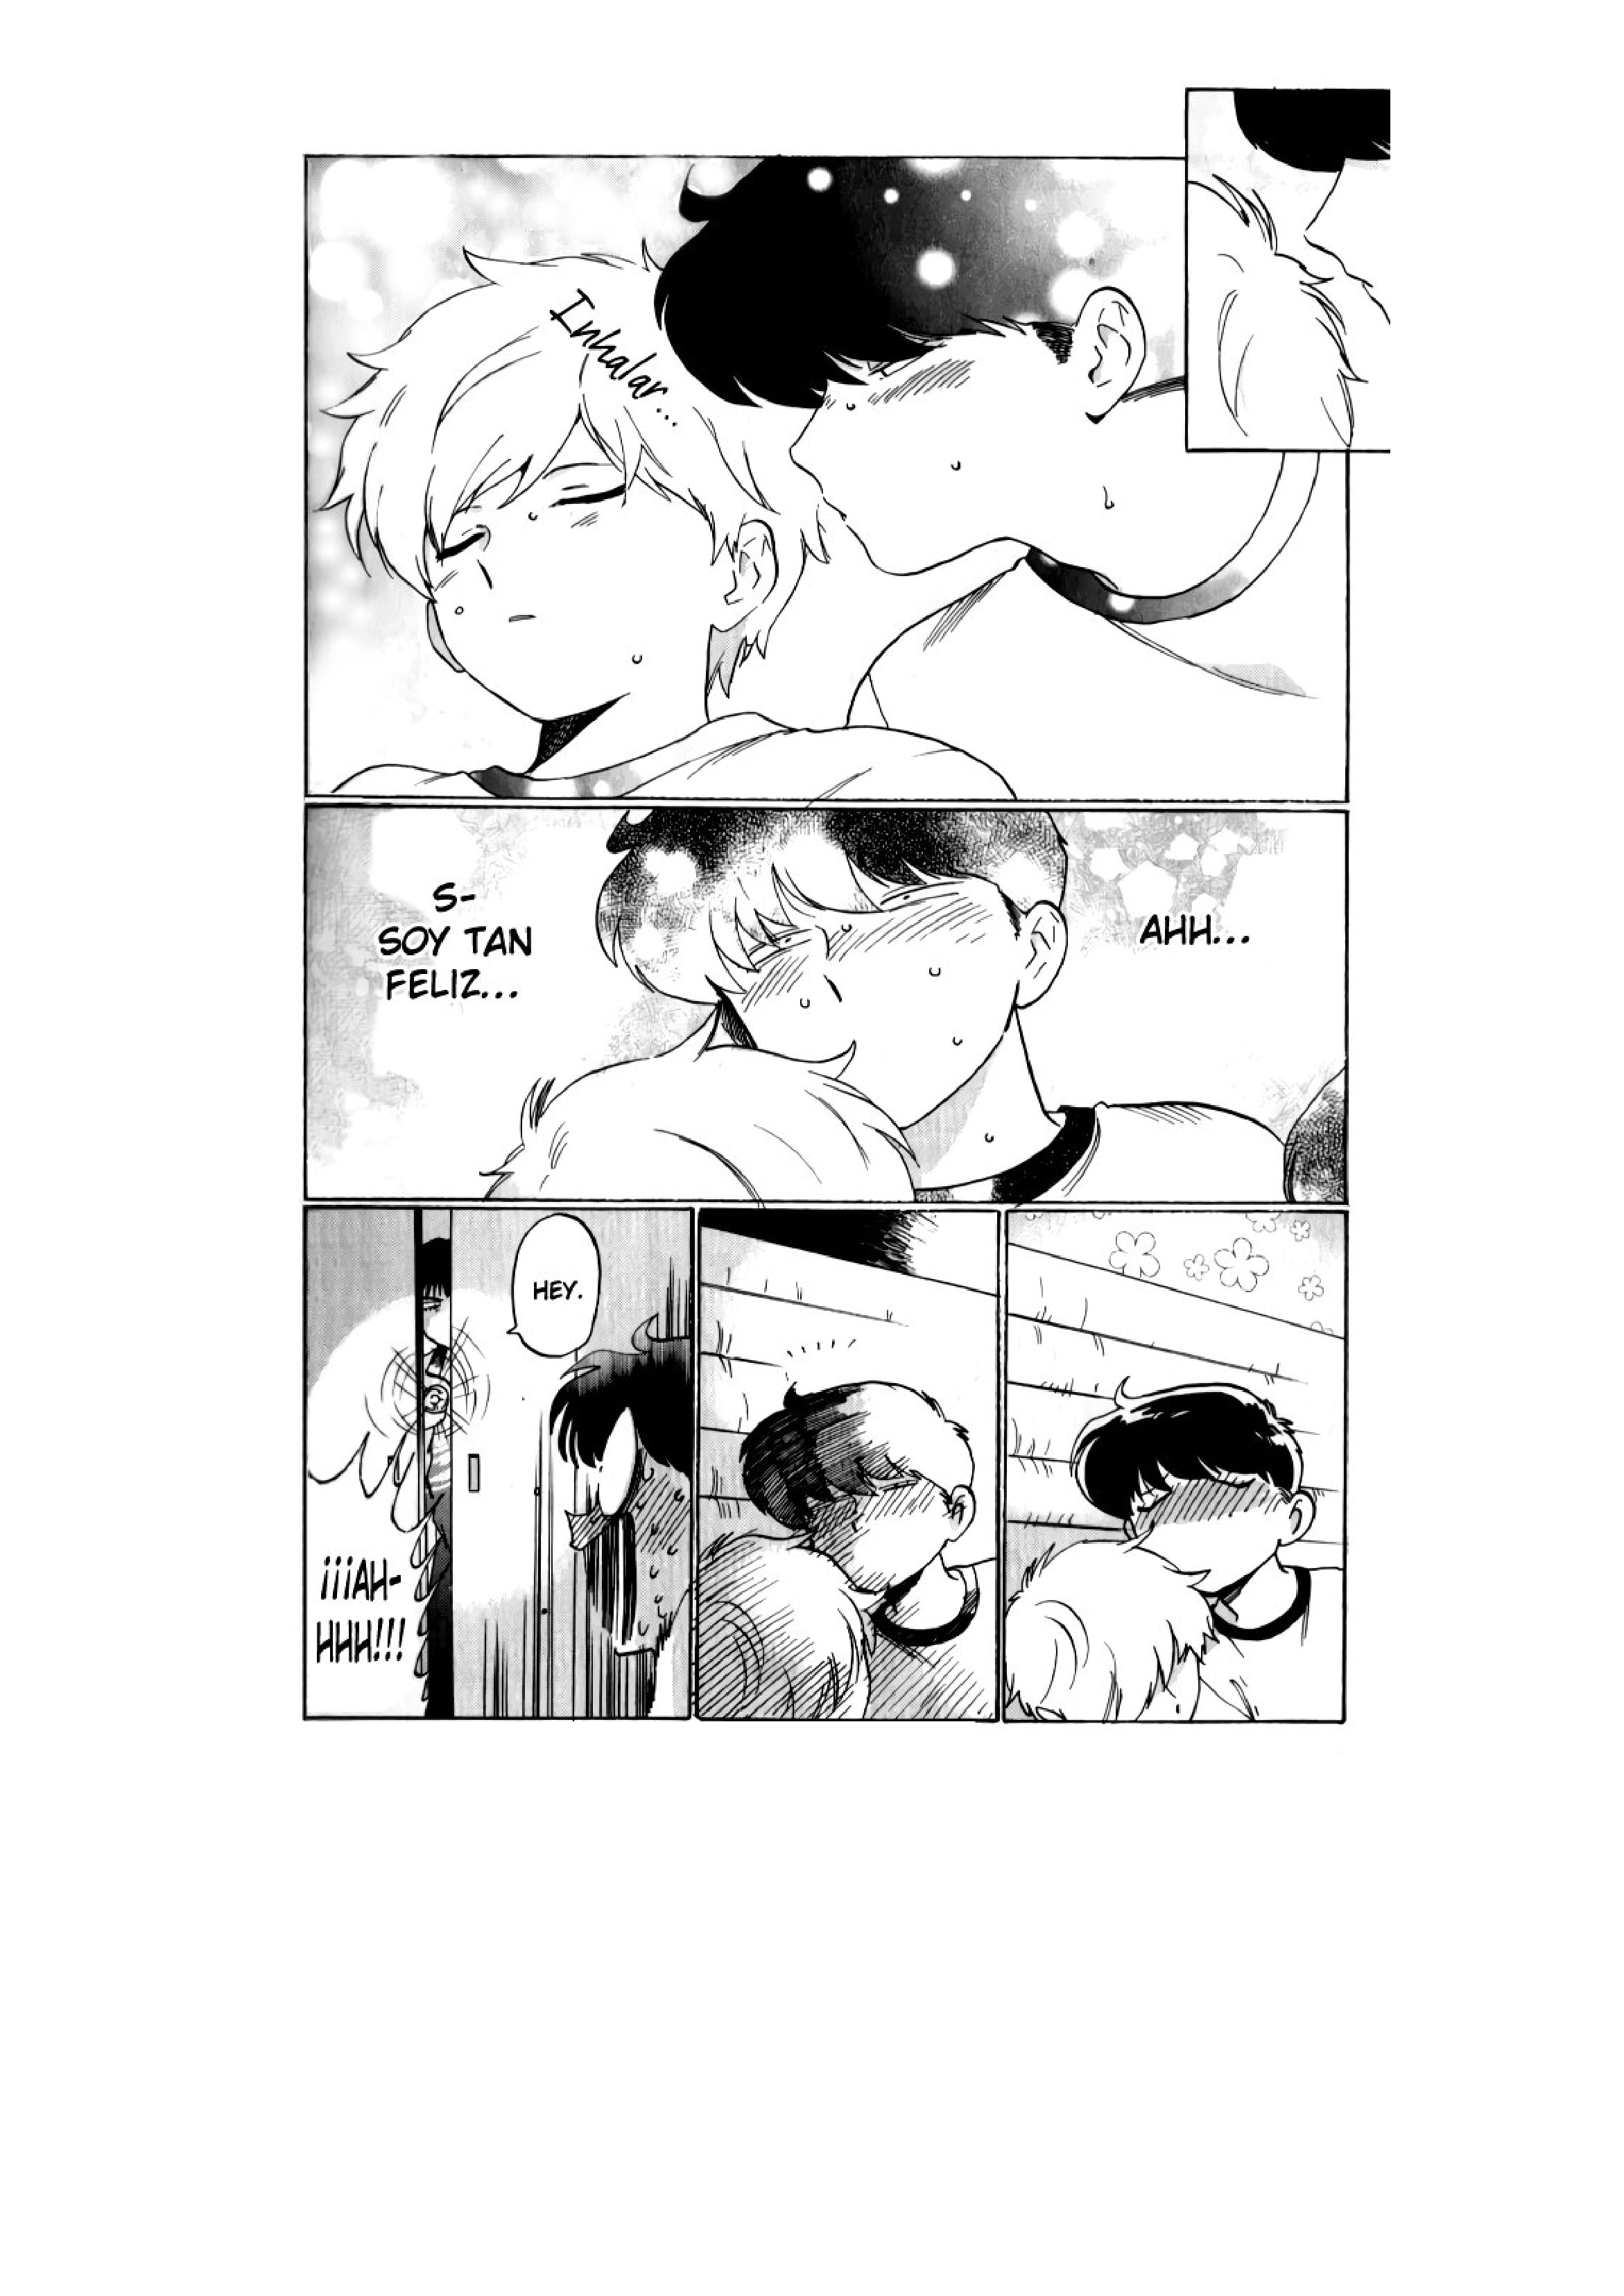 Inhalar...
AHH...
S-
SOY TAN
FELIZ...
HEY.
¡¡¡AH-
HHH!!!